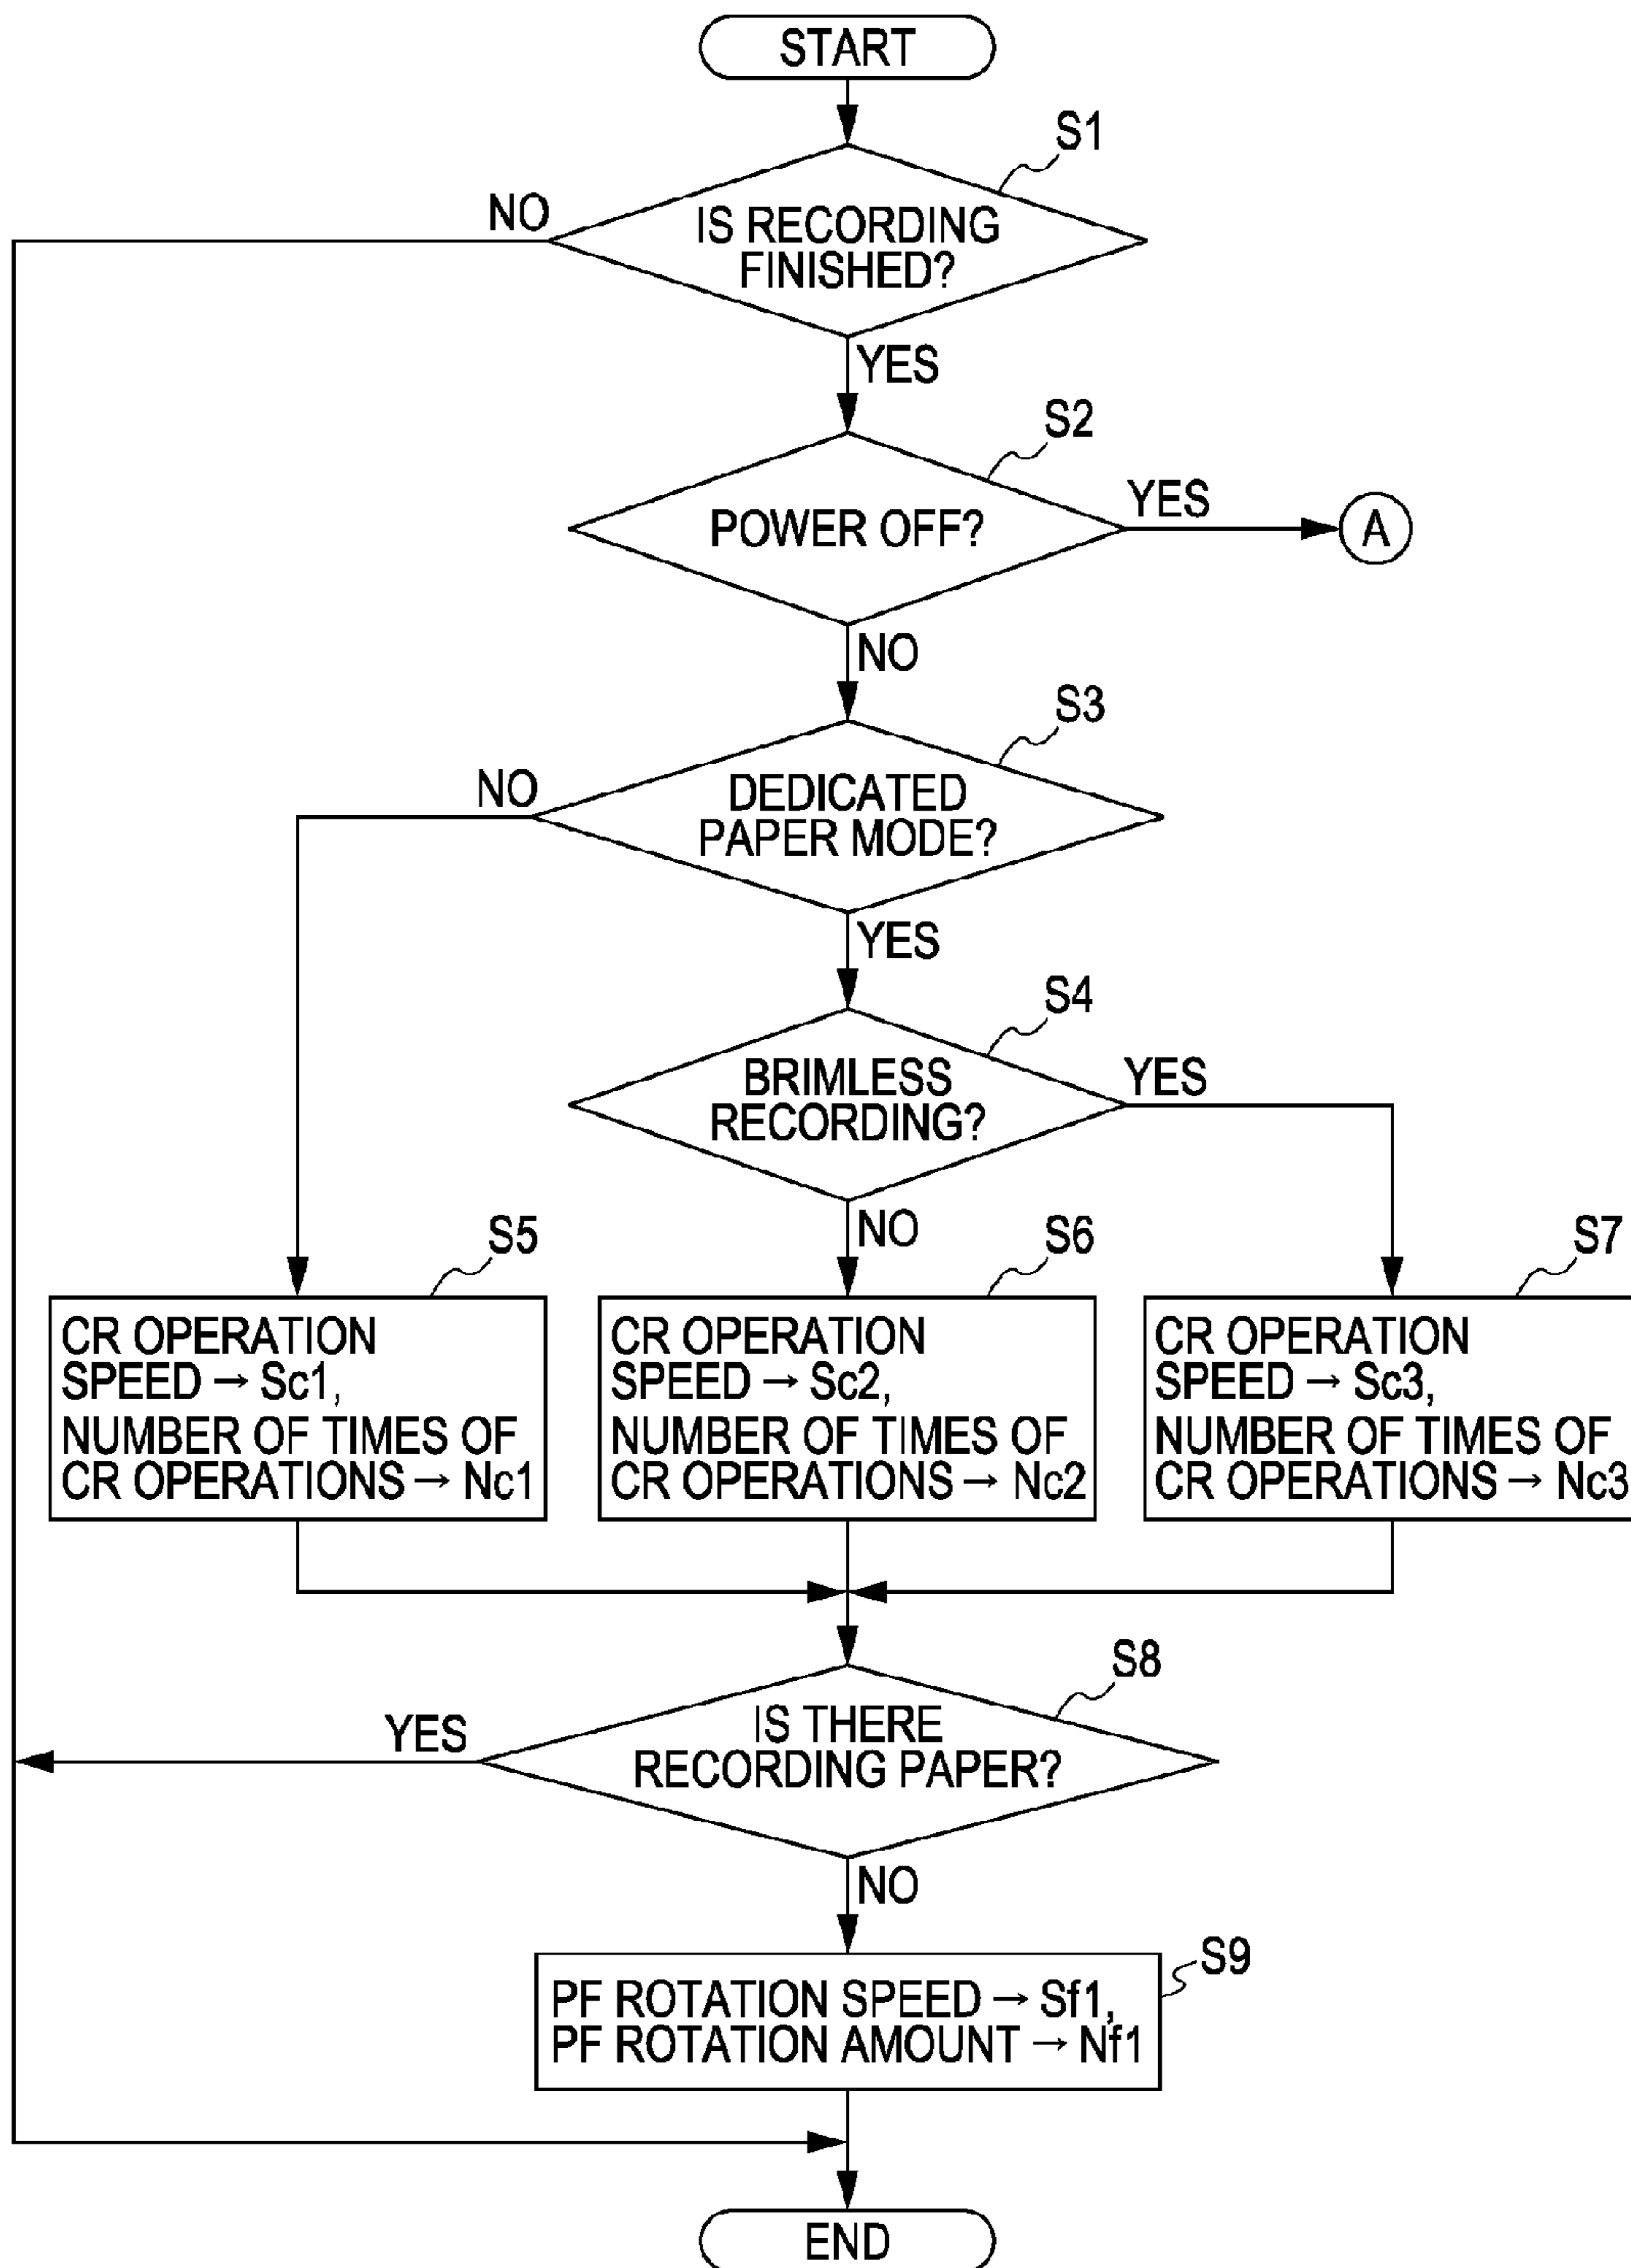 START
S1
NO
IS RECORDING
FINISHED?
YES
S2
POWER OFF?
YES
A
NO
S3
NO
DEDICATED
PAPER MODE?
YES
S4
BRIMLESS
RECORDING?
YES
NO
S5
CR OPERATION
SPEED → Sc1,
NUMBER OF TIMES OF
CR OPERATIONS → Nc1
S6
CR OPERATION
SPEED → Sc2,
NUMBER OF TIMES OF
CR OPERATIONS → Nc2
S7
CR OPERATION
SPEED → Sc3,
NUMBER OF TIMES OF
CR OPERATIONS → Nc3
S8
YES
IS THERE
RECORDING PAPER?
NO
S9
PF ROTATION SPEED → Sf1,
PF ROTATION AMOUNT → Nf1
END